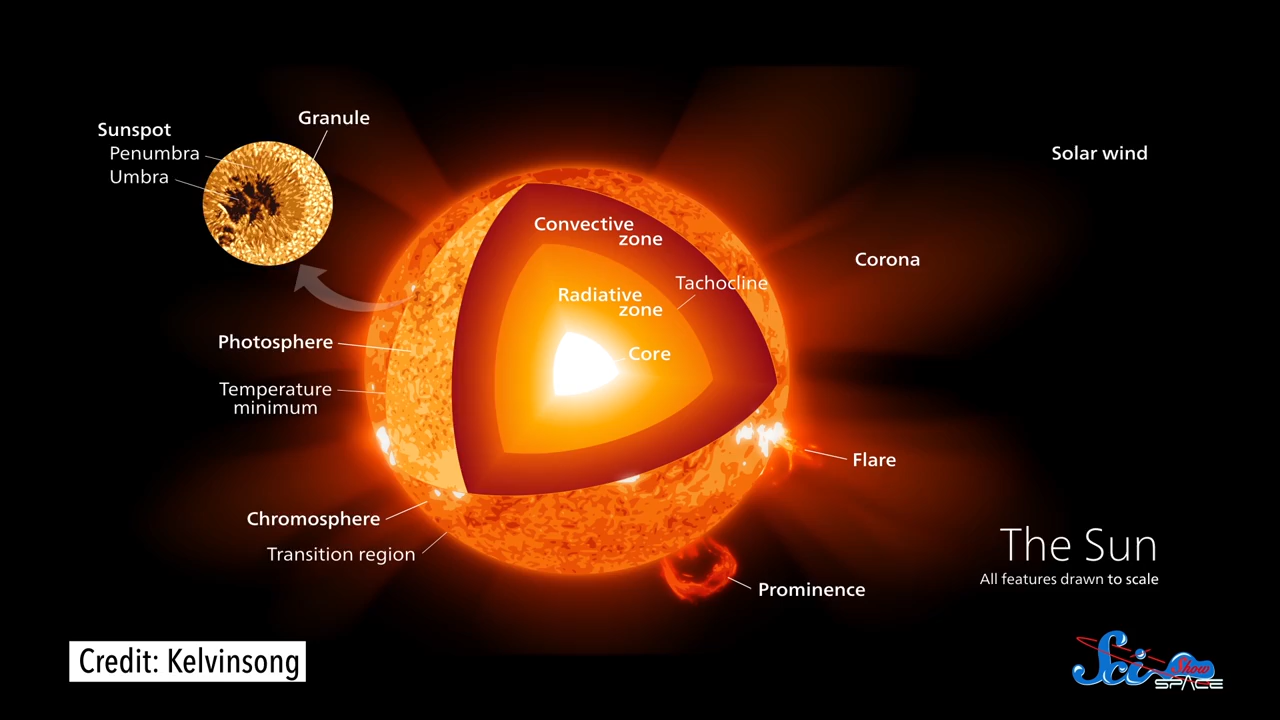 Granule
Sunspot
Penumbra
Umbra
Solar wind
Convective
zone
Corona
Tachocline
Radiative
zone
Photosphere
Core
Temperature
minimum
Flare
Chromosphere
Transition region
The Sun
All features drawn to scale
Prominence
Credit: Kelvinsong
Sci Show
SPACE